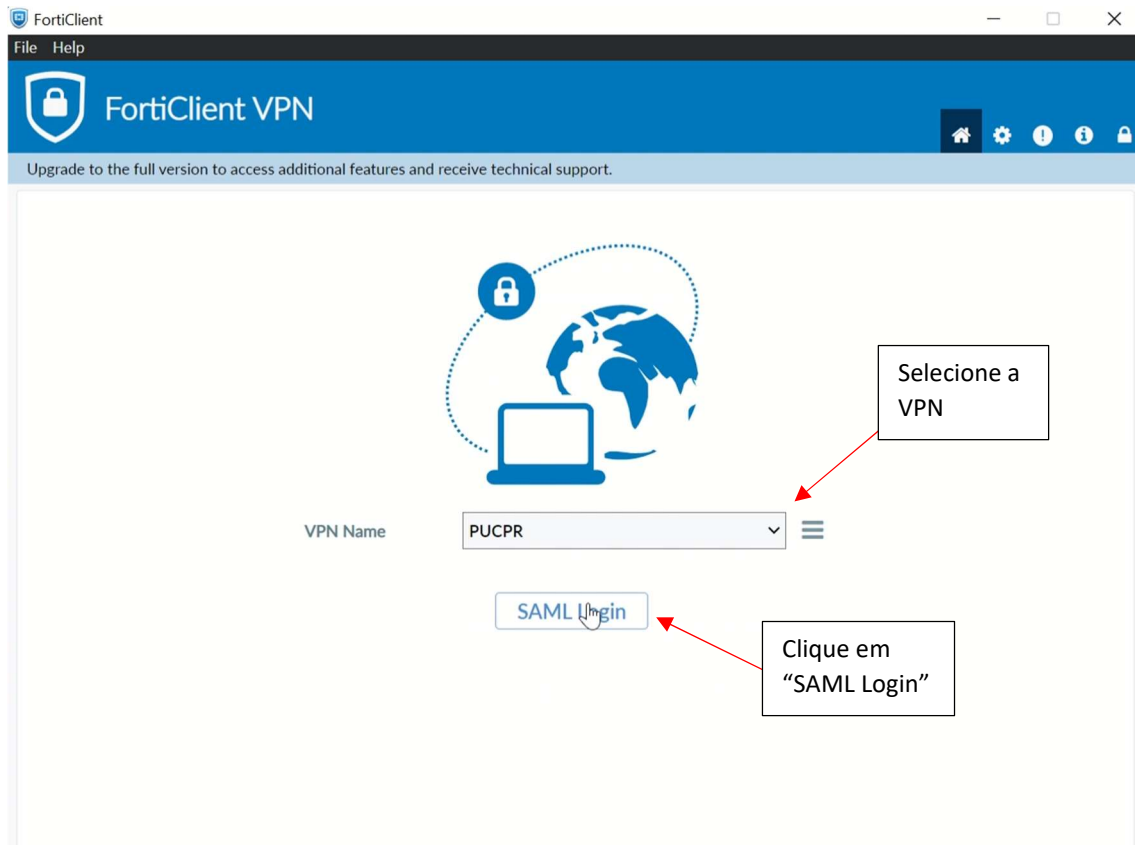 FortiClient
File Help
FortiClient VPN
Upgrade to the full version to access additional features and receive technical support.
Selecione a
VPN
VPN Name
PUCPR
SAML Login
Clique em
“SAML Login”